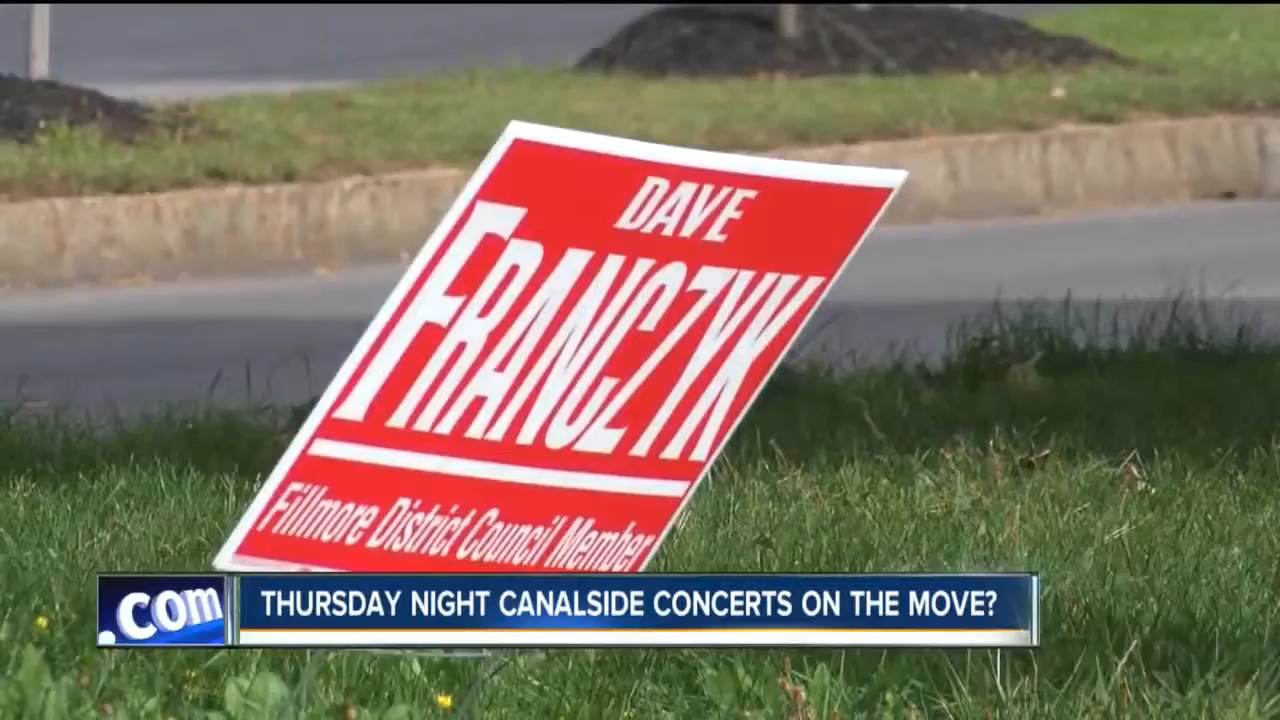 DAVE
FRANCZYK
Fillmore District Council Member
.com
THURSDAY NIGHT CANALSIDE CONCERTS ON THE MOVE?